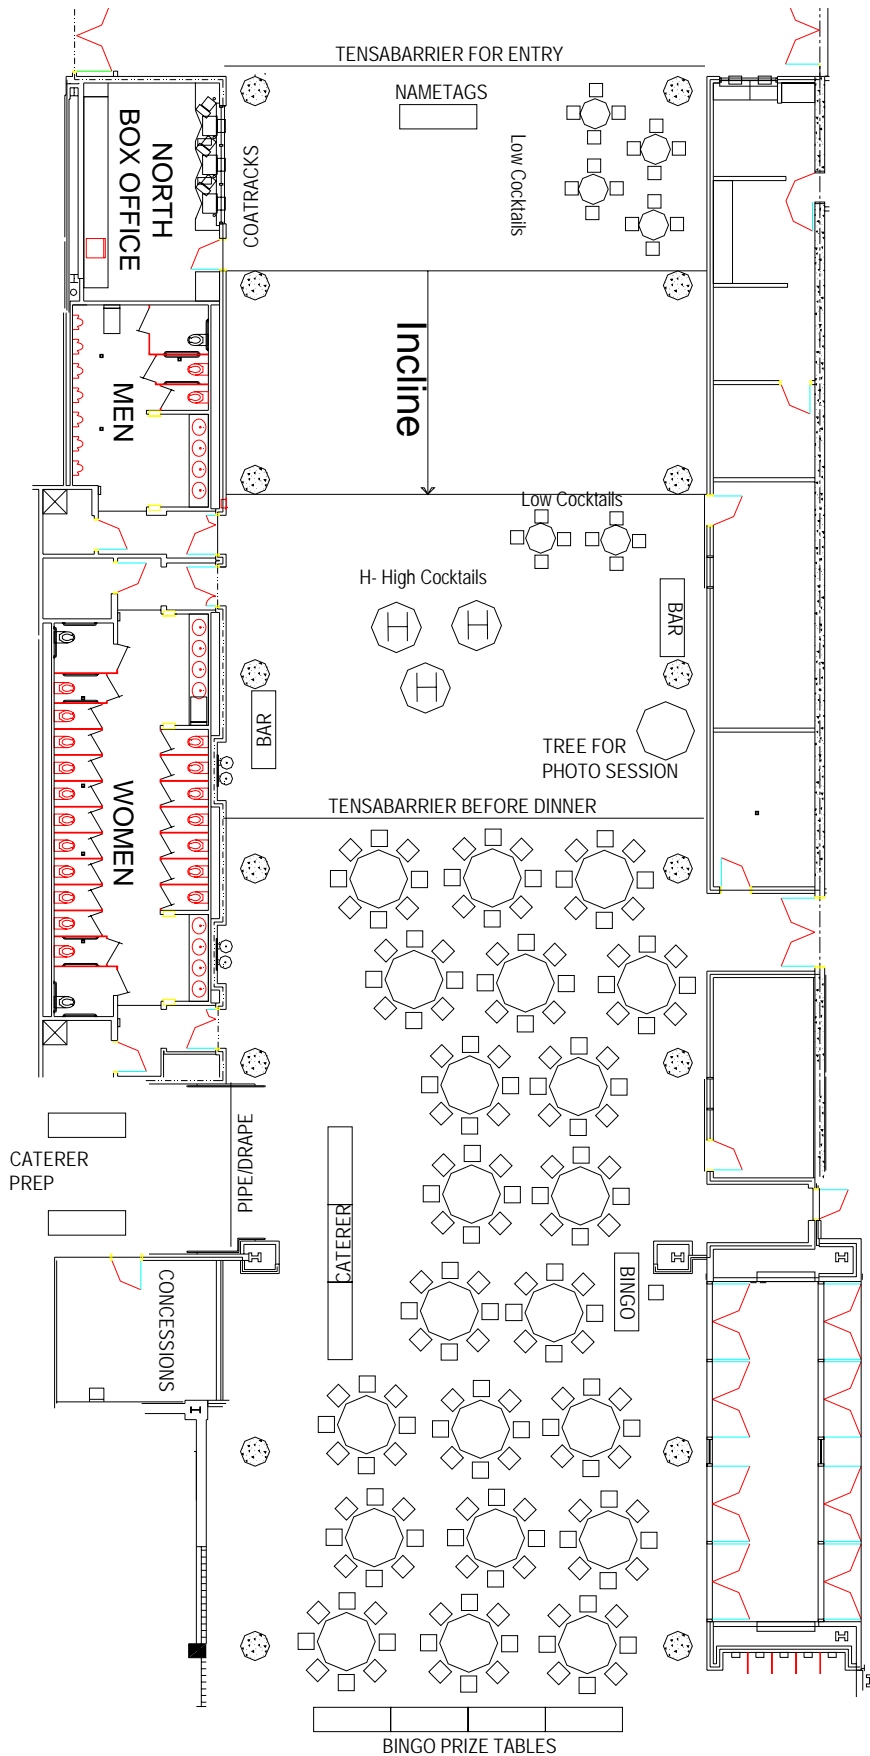 TENSABARRIER FOR ENTRY
NAMETAGS
Low Cocktails
COATRACKS
NORTH
BOX OFFICE
Incline
MEN
Low Cocktails
H- High Cocktails
H
H
H
BAR
BAR
TREE FOR
PHOTO SESSION
TENSABARRIER BEFORE DINNER
WOMEN
PIPE/DRAPE
CATERER
PREP
CATERER
BINGO
CONCESSIONS
BINGO PRIZE TABLES